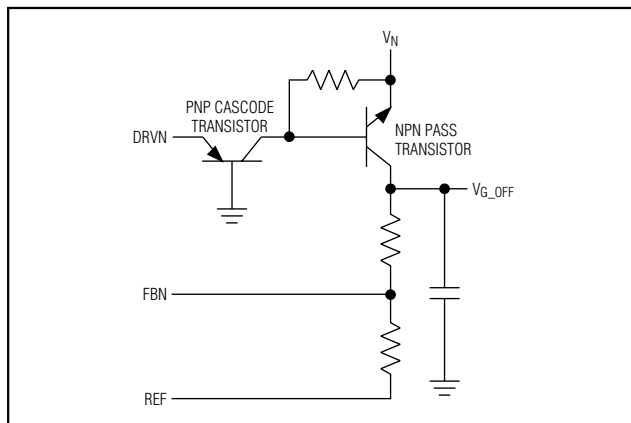 V_N
PNP CASCODE
TRANSISTOR
DRVN
NPN PASS
TRANSISTOR
V_G_OFF
FBN
REF